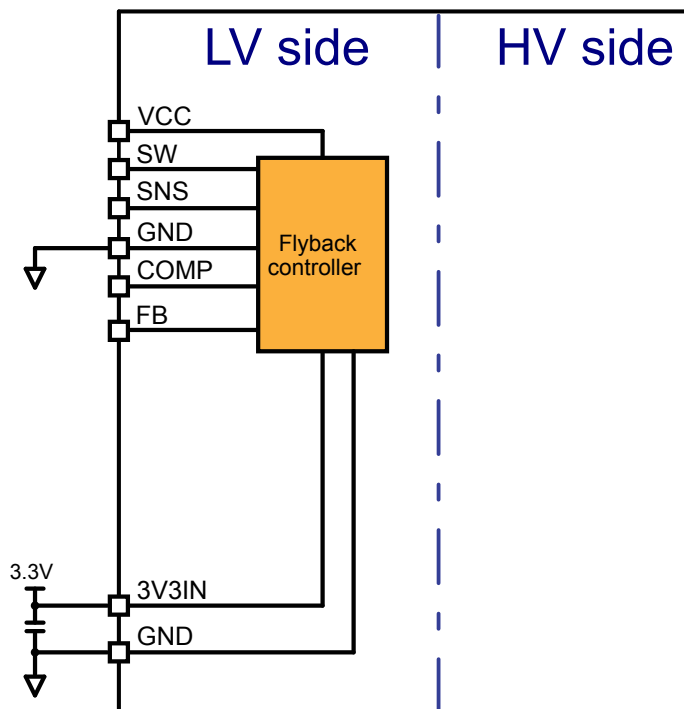 LV side
HV side
VCC
SW
SNS
GND
Flyback
controller
COMP
FB
3.3V
3V3IN
GND